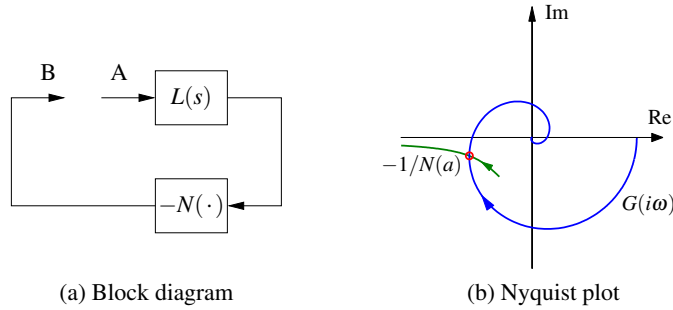 B
A
L(s)
−N(·)
(a) Block diagram
Im
Re
−1/N(a)
G(iω)
(b) Nyquist plot